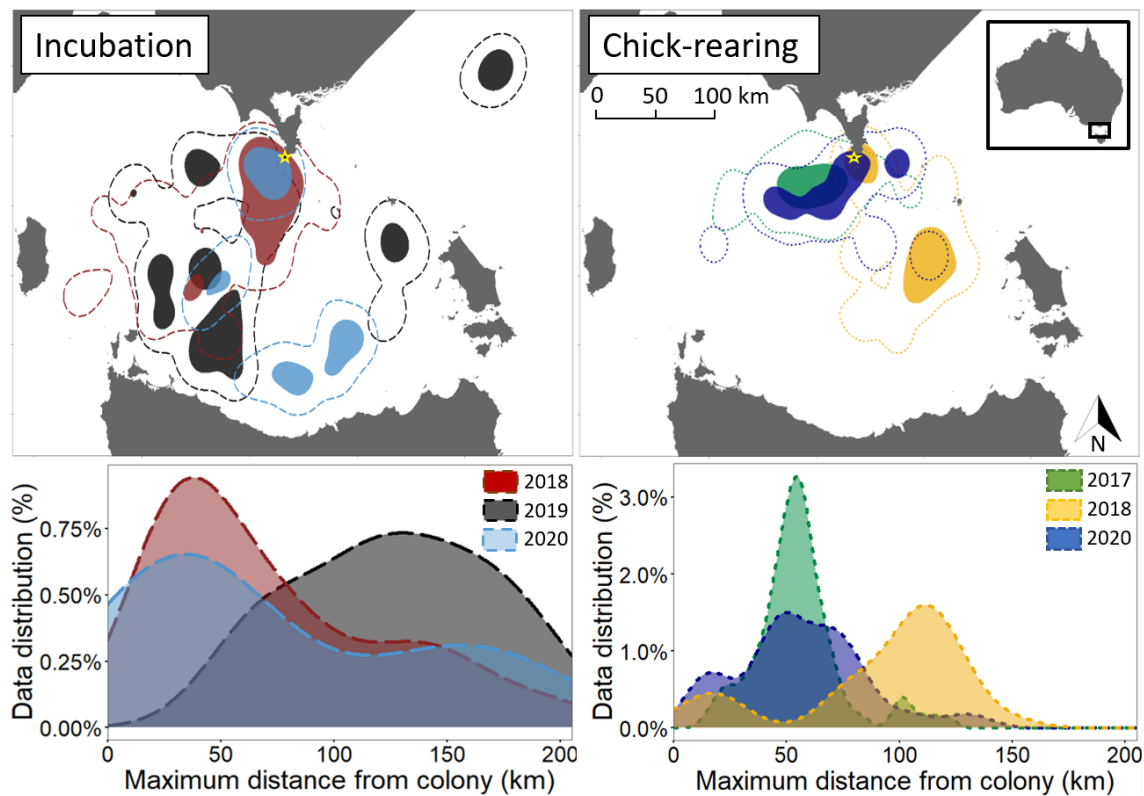 Incubation
Chick-rearing
0 50 100 km
N
Data distribution (%)
0.75%
0.50%
0.25%
0.00%
2018
2019
2020
0 50 100 150 200
Maximum distance from colony (km)
Data distribution (%)
3.0%
2.0%
1.0%
0.0%
2017
2018
2020
0 50 100 150 200
Maximum distance from colony (km)